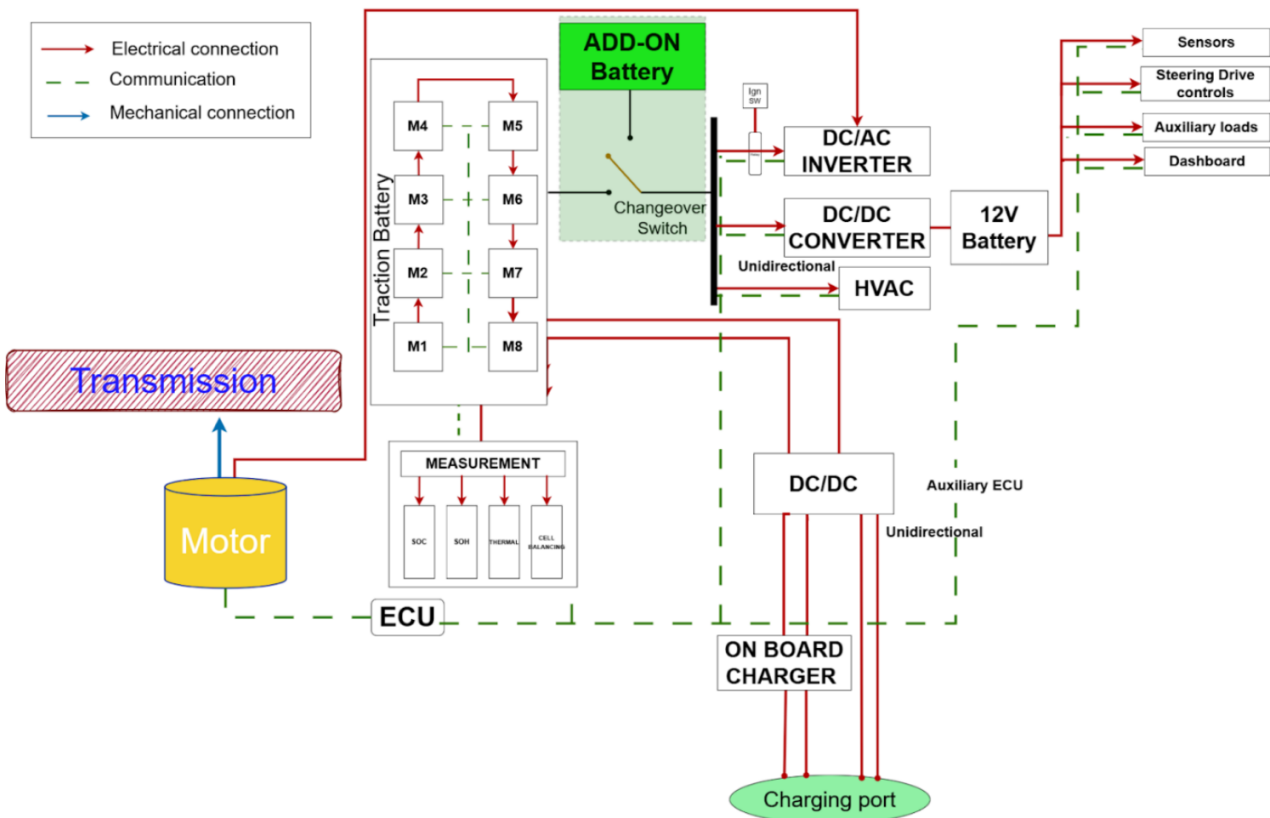 Electrical connection
Communication
Mechanical connection
ADD-ON
Battery
Changeover
Switch
Traction Battery
M4
M5
M3
M6
M2
M7
M1
M8
Ign
sw
DC/AC
INVERTER
DC/DC
CONVERTER
Unidirectional
HVAC
12V
Battery
Sensors
Steering Drive
controls
Auxiliary loads
Dashboard
Transmission
Motor
MEASUREMENT
SOC
SOH
THERMAL
CELL
BALANCING
ECU
DC/DC
Auxiliary ECU
Unidirectional
ON BOARD
CHARGER
Charging port